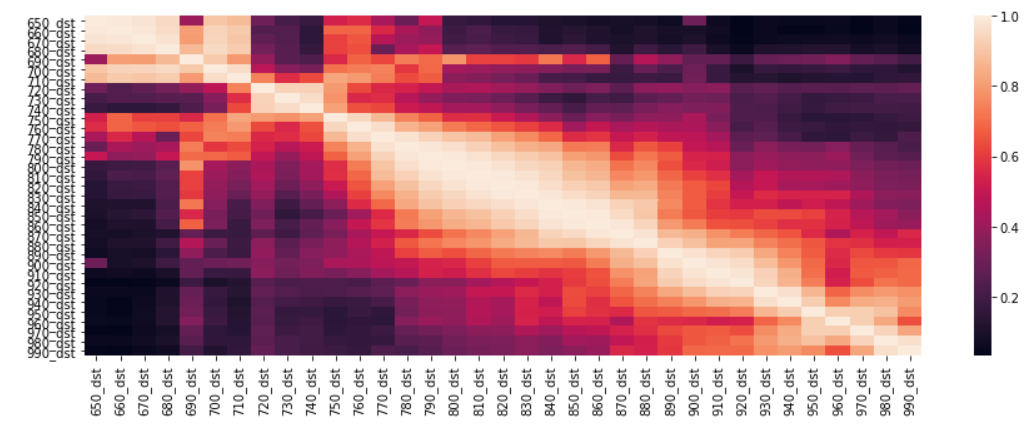 650_dst
660_dst
670_dst
680_dst
690_dst
700_dst
710_dst
720_dst
730_dst
740_dst
750_dst
760_dst
770_dst
780_dst
790_dst
800_dst
810_dst
820_dst
830_dst
840_dst
850_dst
860_dst
870_dst
880_dst
890_dst
900_dst
910_dst
920_dst
930_dst
940_dst
950_dst
960_dst
970_dst
980_dst
990_dst
650_dst
660_dst
670_dst
680_dst
690_dst
700_dst
710_dst
720_dst
730_dst
740_dst
750_dst
760_dst
770_dst
780_dst
790_dst
800_dst
810_dst
820_dst
830_dst
840_dst
850_dst
860_dst
870_dst
880_dst
890_dst
900_dst
910_dst
920_dst
930_dst
940_dst
950_dst
960_dst
970_dst
980_dst
990_dst
1.0
0.8
0.6
0.4
0.2